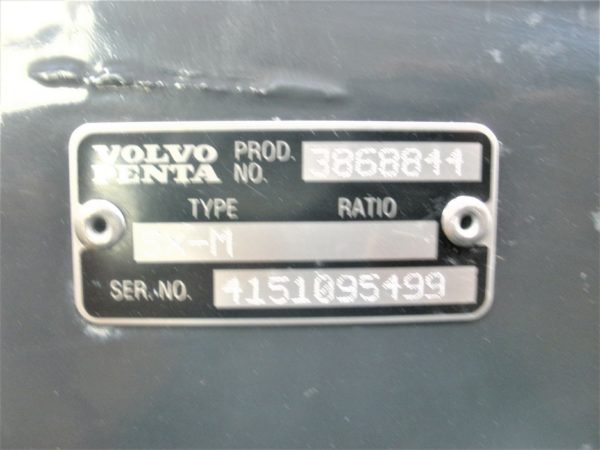 VOLVO PENTA PROD. NO. 3868844
TYPE RATIO
-M
SER. NO. 4151095499